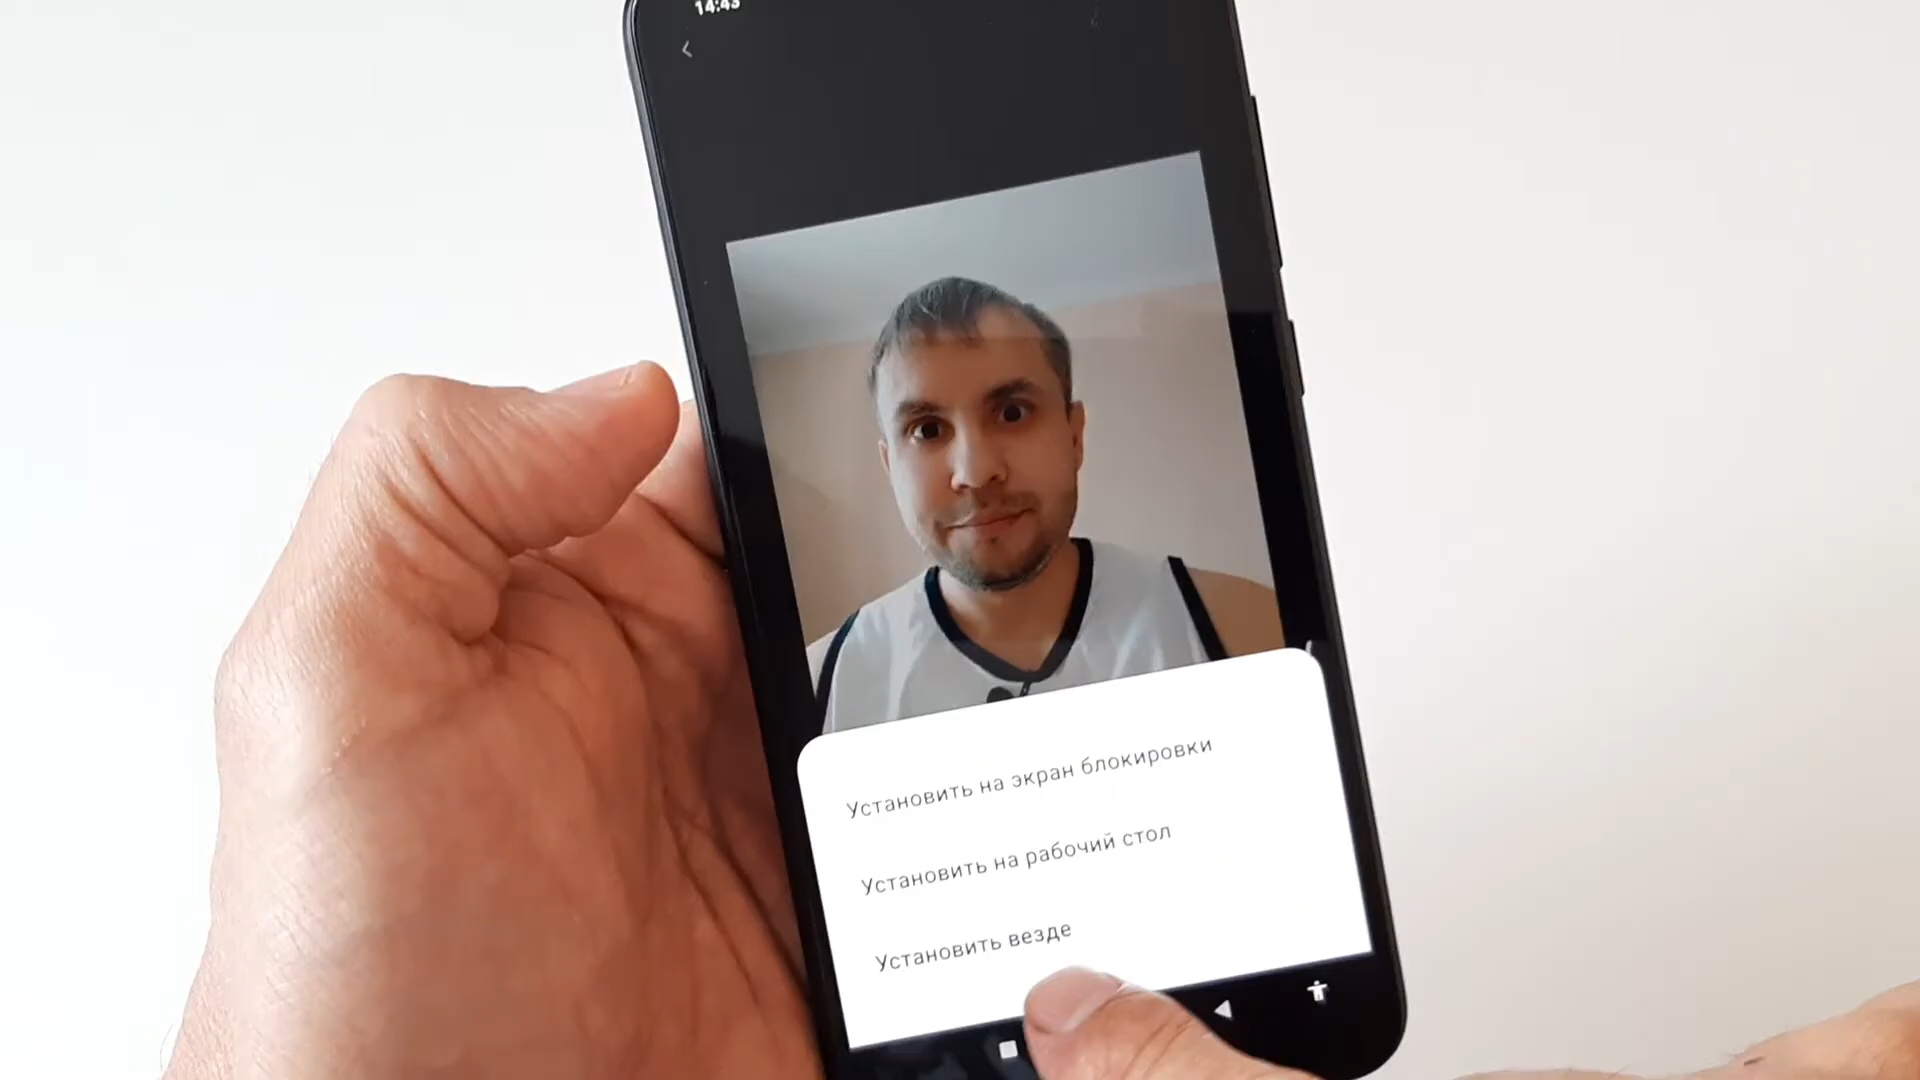 14:43
Установить на экран блокировки
Установить на рабочий стол
Установить везде